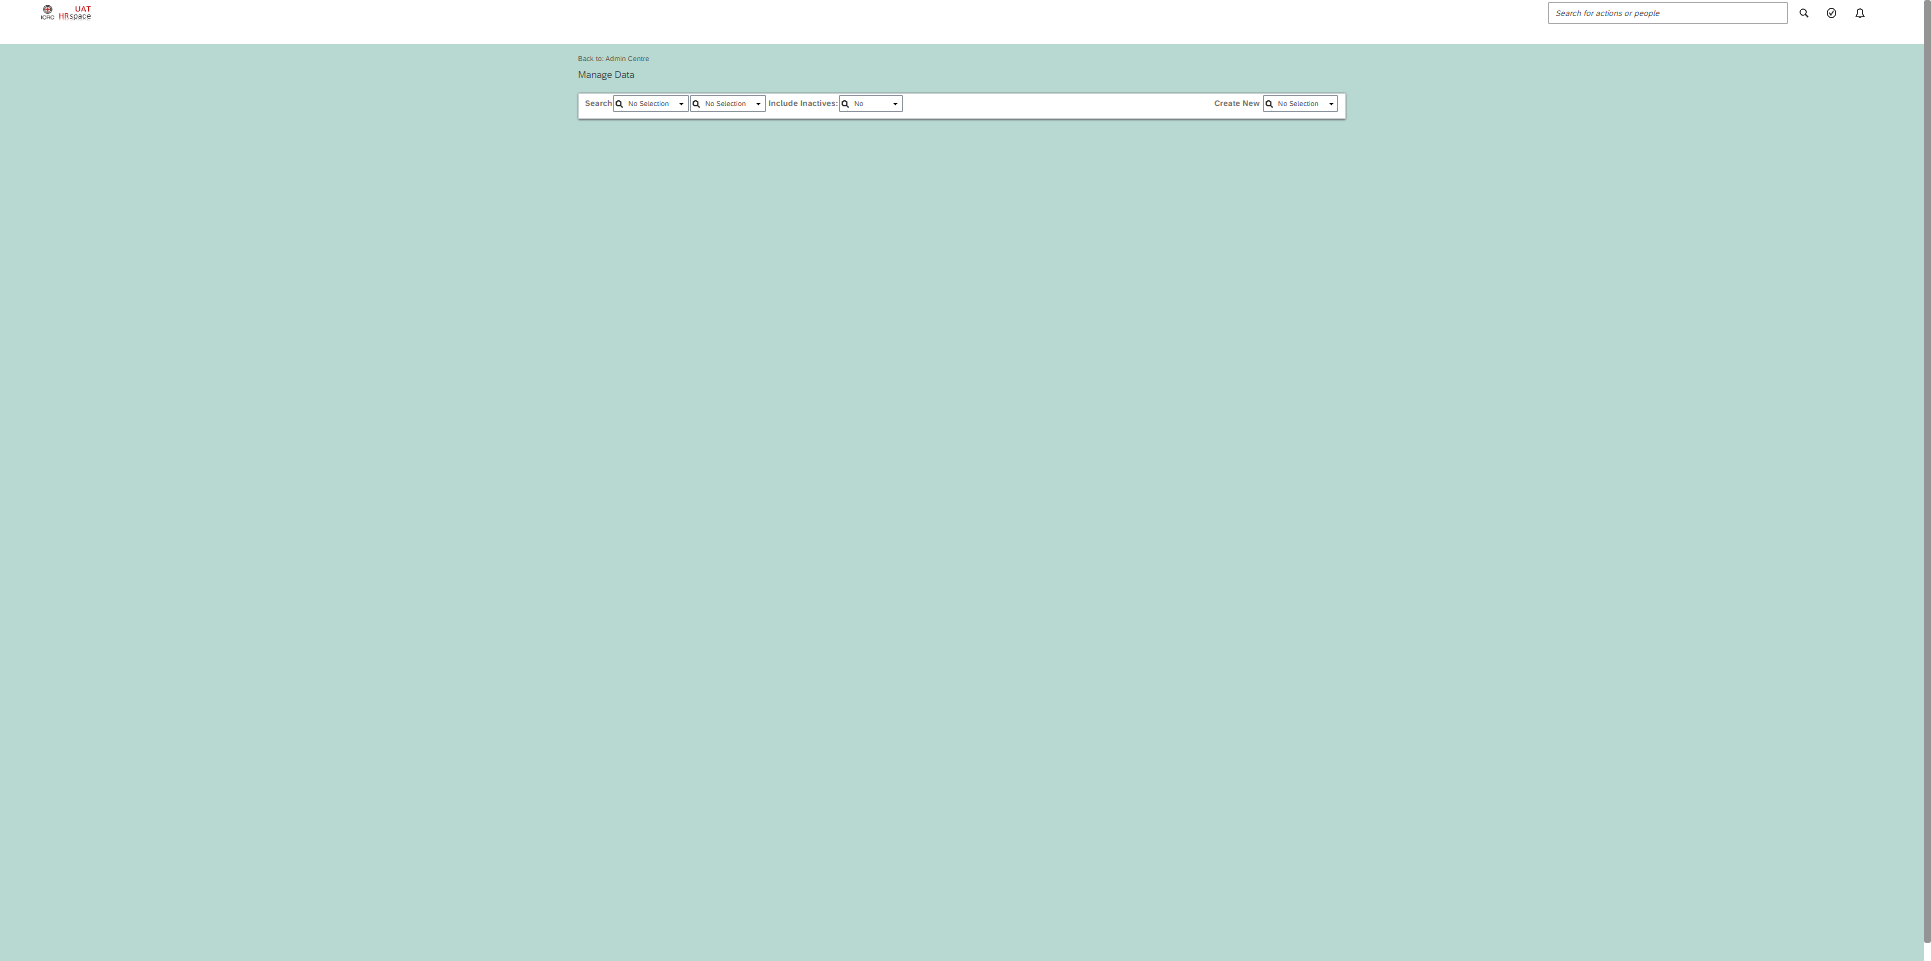 ICRC
UAT
HRspace
Search for actions or people
Back to: Admin Centre
Manage Data
Search No Selection No Selection Include Inactives: No Create New No Selection